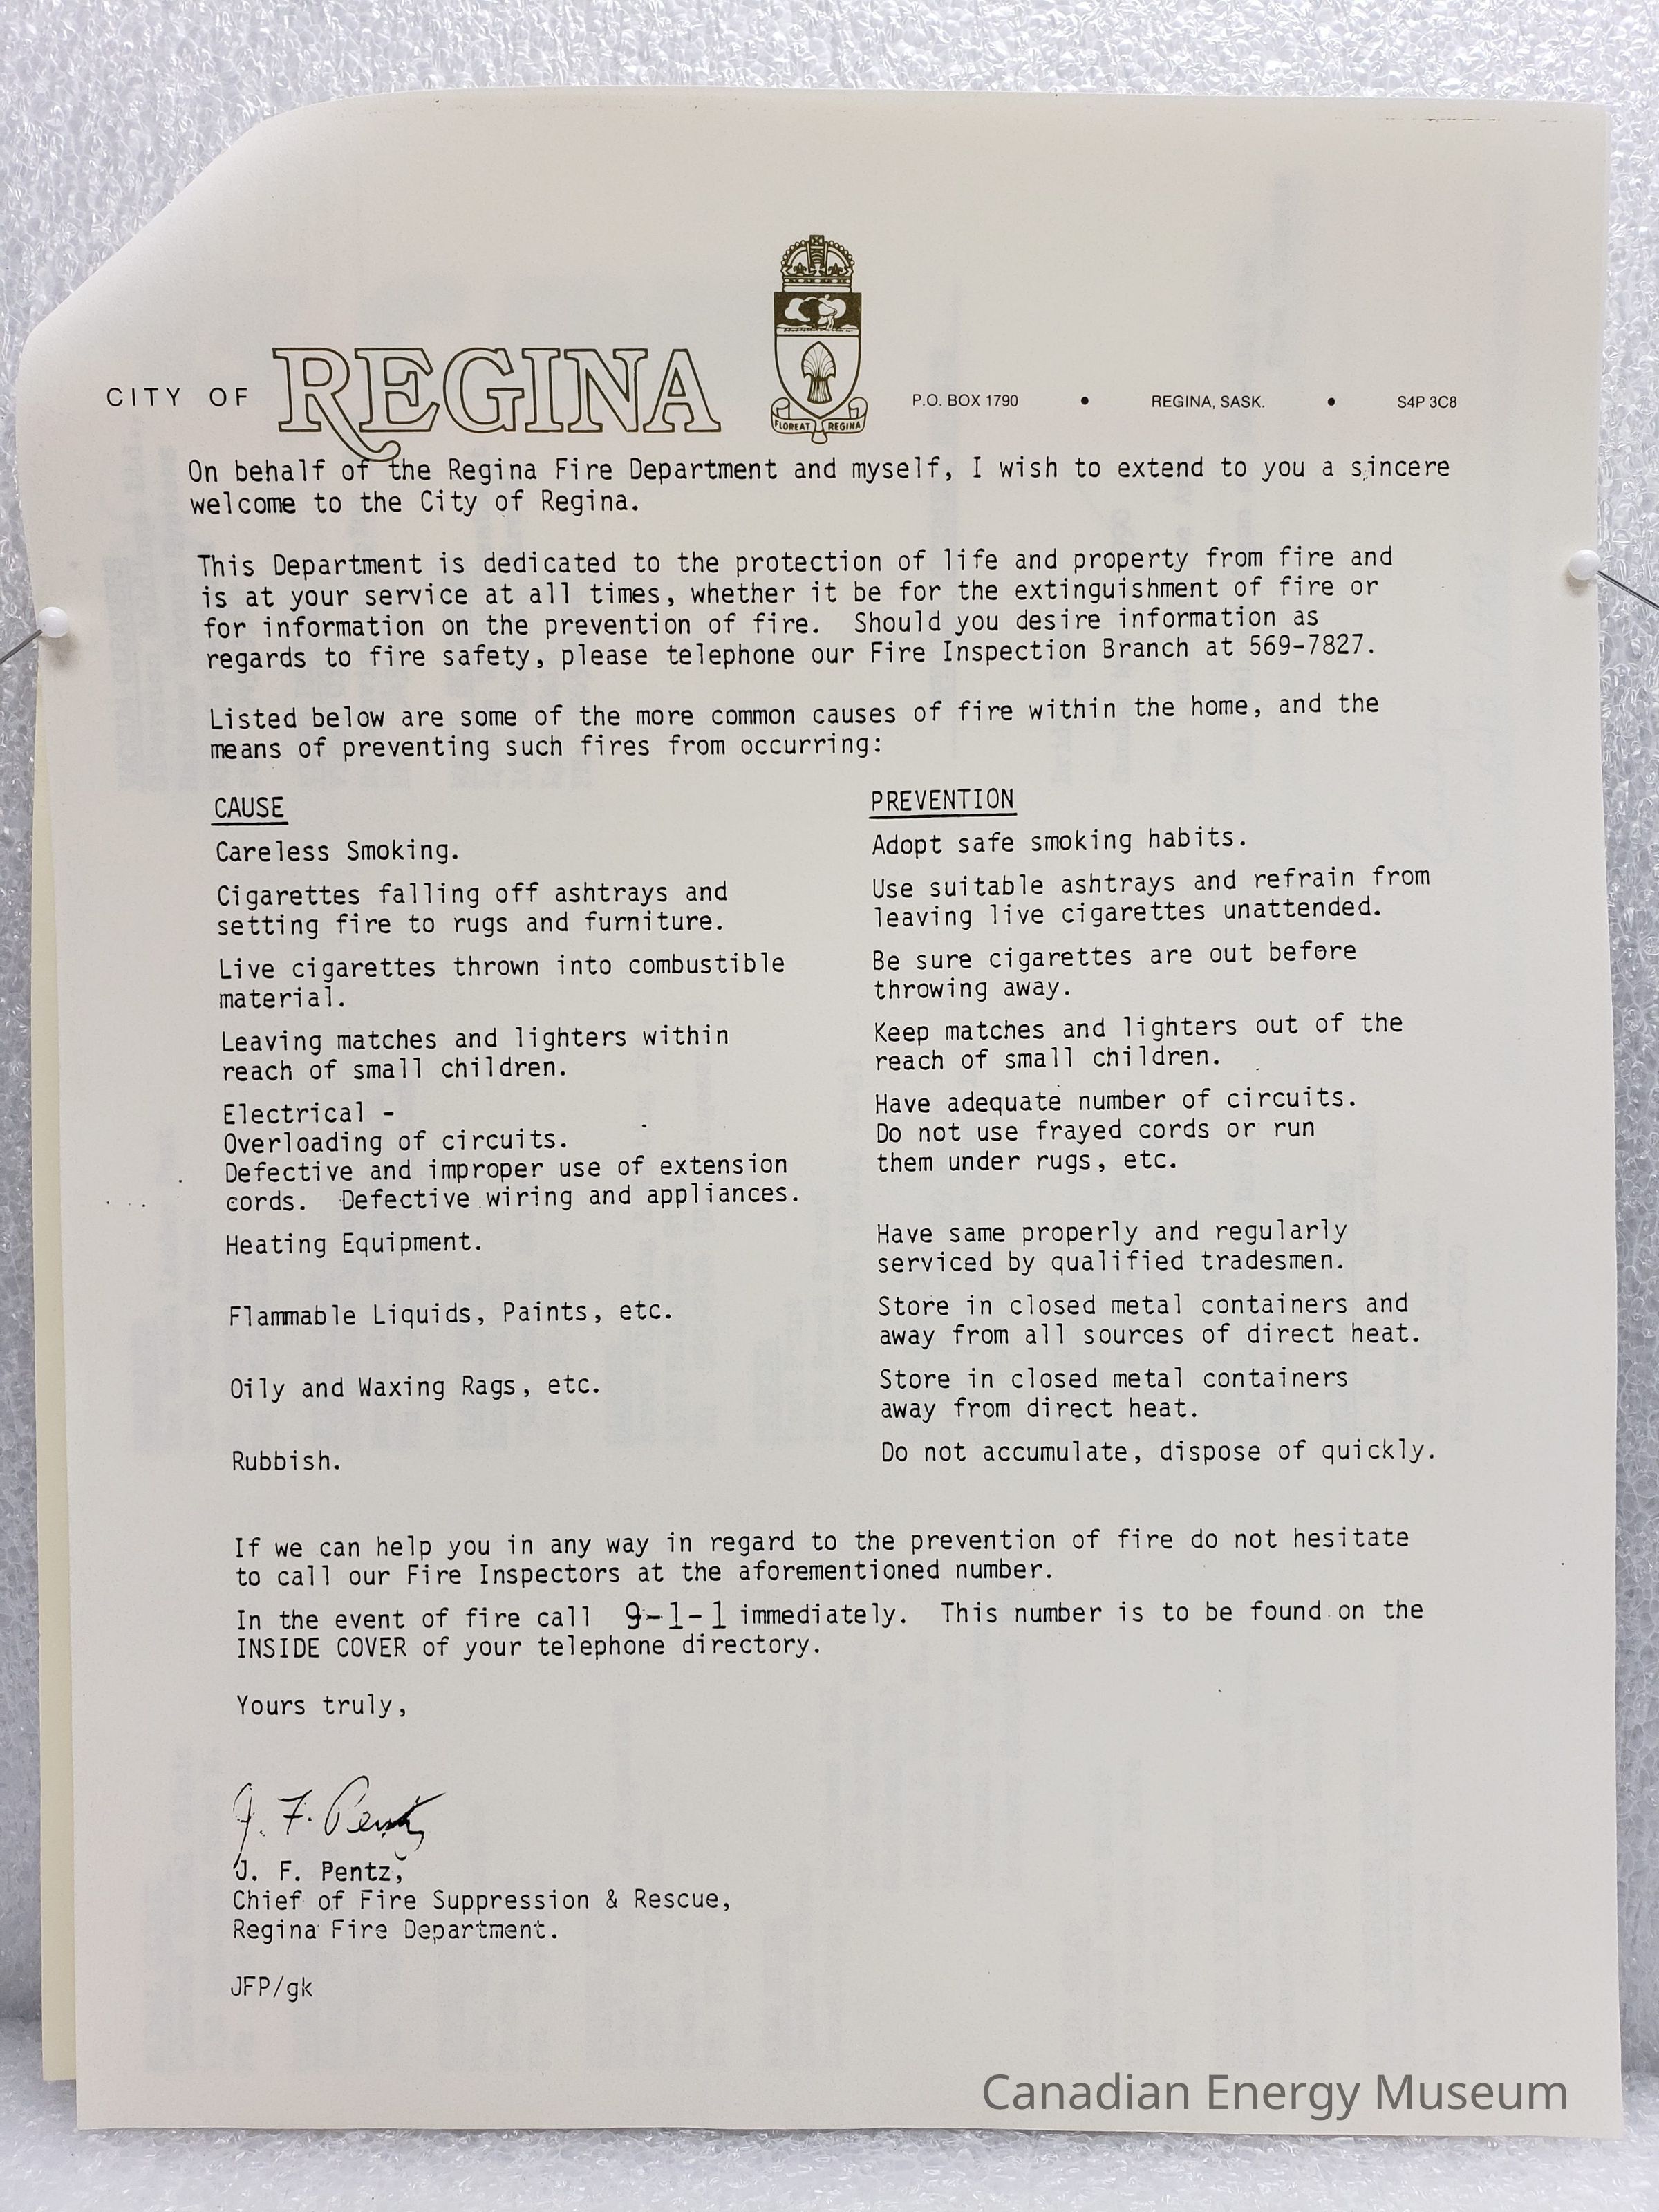 CITY OF REGINA
FLOREAT REGINA
P.O. BOX 1790 • REGINA, SASK. • S4P 3C8
On behalf of the Regina Fire Department and myself, I wish to extend to you a sincere
welcome to the City of Regina.
This Department is dedicated to the protection of life and property from fire and
is at your service at all times, whether it be for the extinguishment of fire or
for information on the prevention of fire. Should you desire information as
regards to fire safety, please telephone our Fire Inspection Branch at 569-7827.
Listed below are some of the more common causes of fire within the home, and the
means of preventing such fires from occurring:
CAUSE
Careless Smoking.
Cigarettes falling off ashtrays and
setting fire to rugs and furniture.
Live cigarettes thrown into combustible
material.
Leaving matches and lighters within
reach of small children.
Electrical -
Overloading of circuits.
Defective and improper use of extension
cords. Defective wiring and appliances.
Heating Equipment.
Flammable Liquids, Paints, etc.
Oily and Waxing Rags, etc.
Rubbish.
PREVENTION
Adopt safe smoking habits.
Use suitable ashtrays and refrain from
leaving live cigarettes unattended.
Be sure cigarettes are out before
throwing away.
Keep matches and lighters out of the
reach of small children.
Have adequate number of circuits.
Do not use frayed cords or run
them under rugs, etc.
Have same properly and regularly
serviced by qualified tradesmen.
Store in closed metal containers and
away from all sources of direct heat.
Store in closed metal containers
away from direct heat.
Do not accumulate, dispose of quickly.
If we can help you in any way in regard to the prevention of fire do not hesitate
to call our Fire Inspectors at the aforementioned number.
In the event of fire call 9-1-1 immediately. This number is to be found on the
INSIDE COVER of your telephone directory.
Yours truly,
J. F. Pentz
J. F. Pentz,
Chief of Fire Suppression & Rescue,
Regina Fire Department.
JFP/gk
Canadian Energy Museum